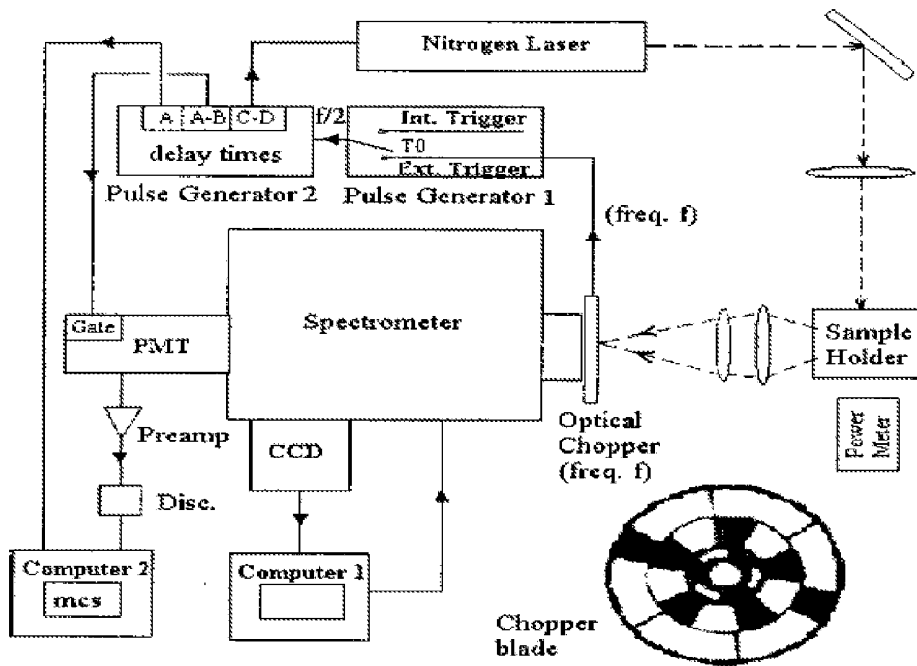 Nitrogen Laser
A A-B C-D
f/2
delay times
Pulse Generator 2
Int. Trigger
T0
Ext. Trigger
Pulse Generator 1
(freq. f)
Spectrometer
Gate
PMT
Sample
Holder
Preamp
CCD
Optical
Chopper
(freq. f)
Power
Meter
Disc.
Computer 2
mcs
Computer 1
Chopper
blade